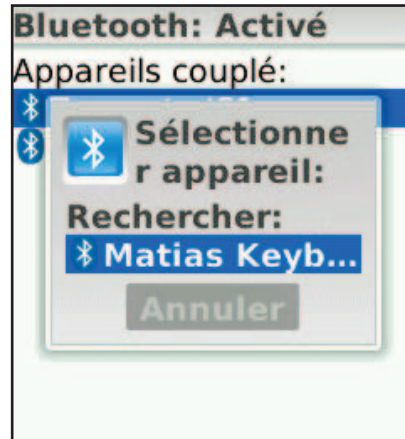 Bluetooth: Activé
Appareils couplé:
Sélectionne
r appareil:
Rechercher:
Matias Keyb...
Annuler